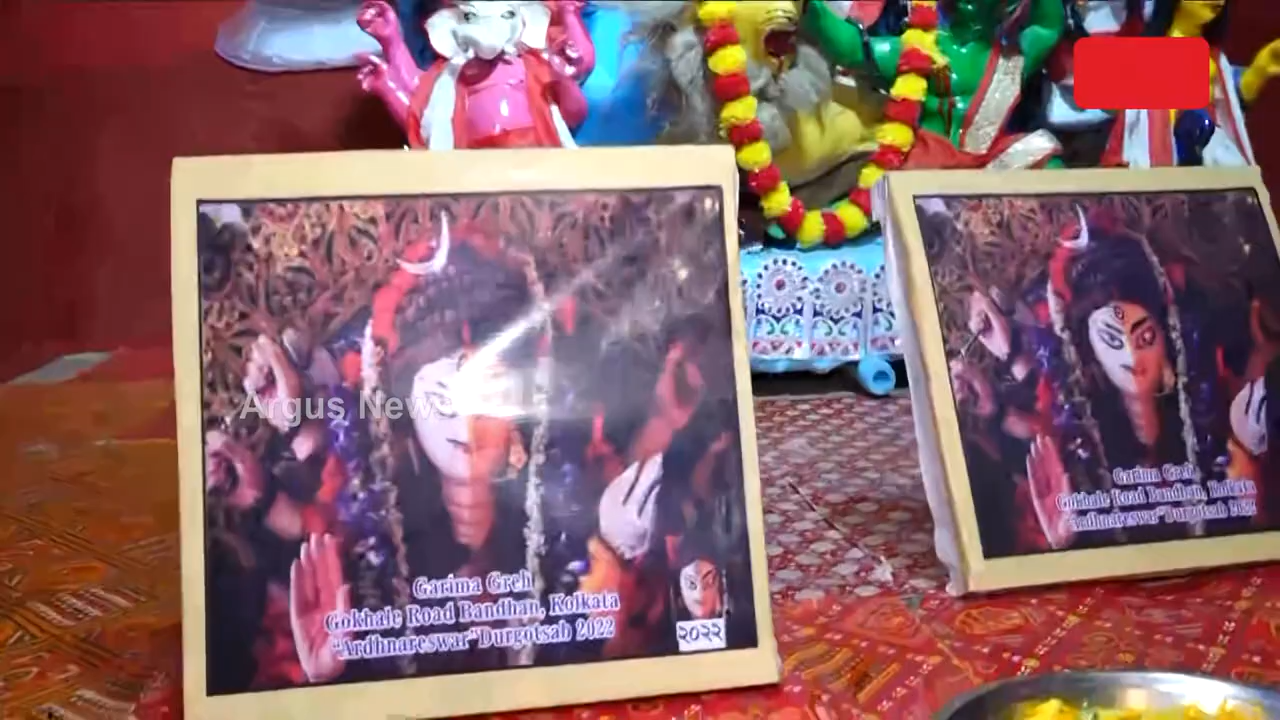 Argus News
Garima Greh
Gokhale Road Bandhan, Kolkata
"Ardhnareswar"Durgotsab 2022
২০২২
Garima Greh
Gokhale Road Bandhan, Kolkata
"Ardhnareswar"Durgotsab 2022